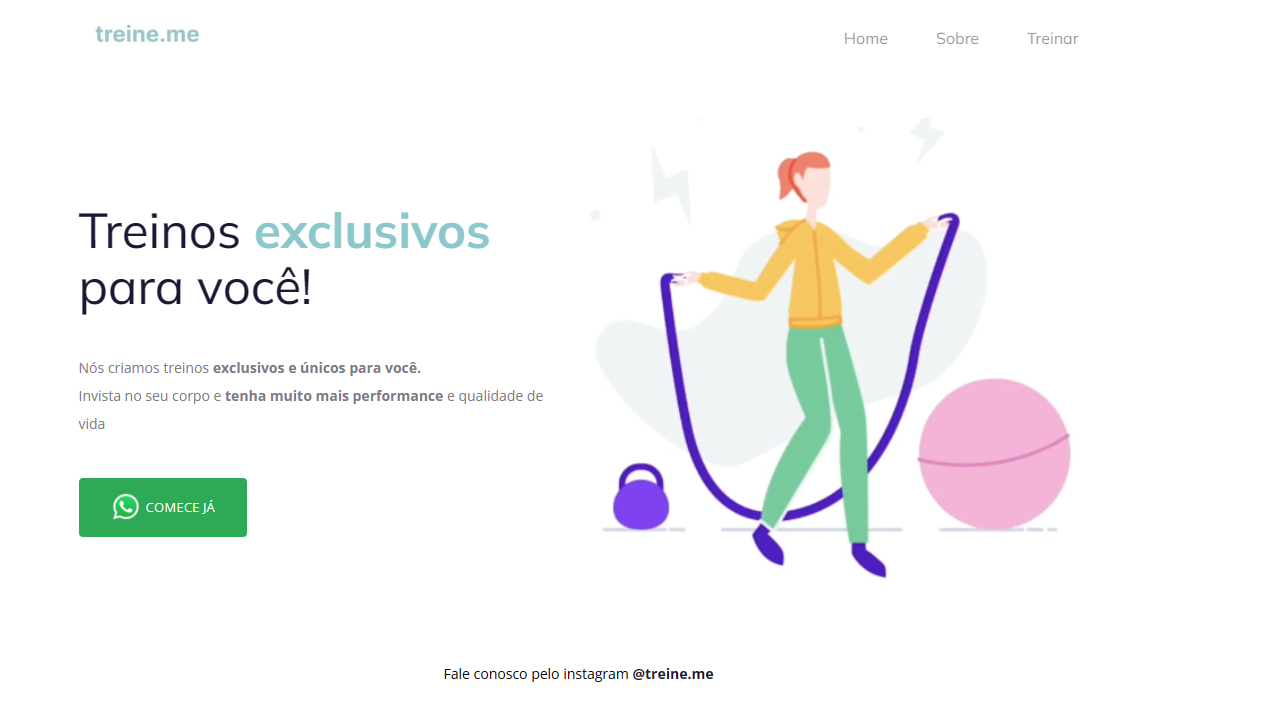 treine.me
Home Sobre Treinar
Treinos exclusivos
para você!
Nós criamos treinos exclusivos e únicos para você.
Invista no seu corpo e tenha muito mais performance e qualidade de
vida
COMECE JÁ
Fale conosco pelo instagram @treine.me